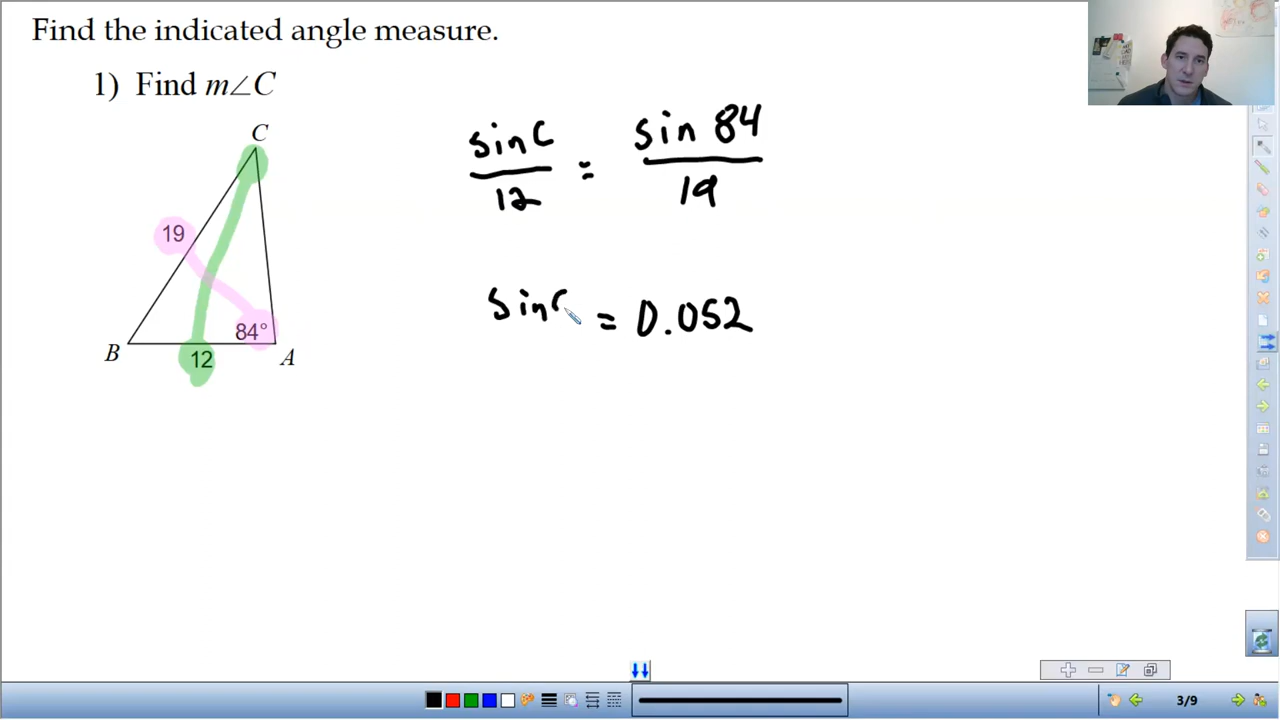 Find the indicated angle measure.
1) Find m∠C
C
19
84°
B
12
A
sin C
12
=
sin 84
19
sin C = 0.052
3/9